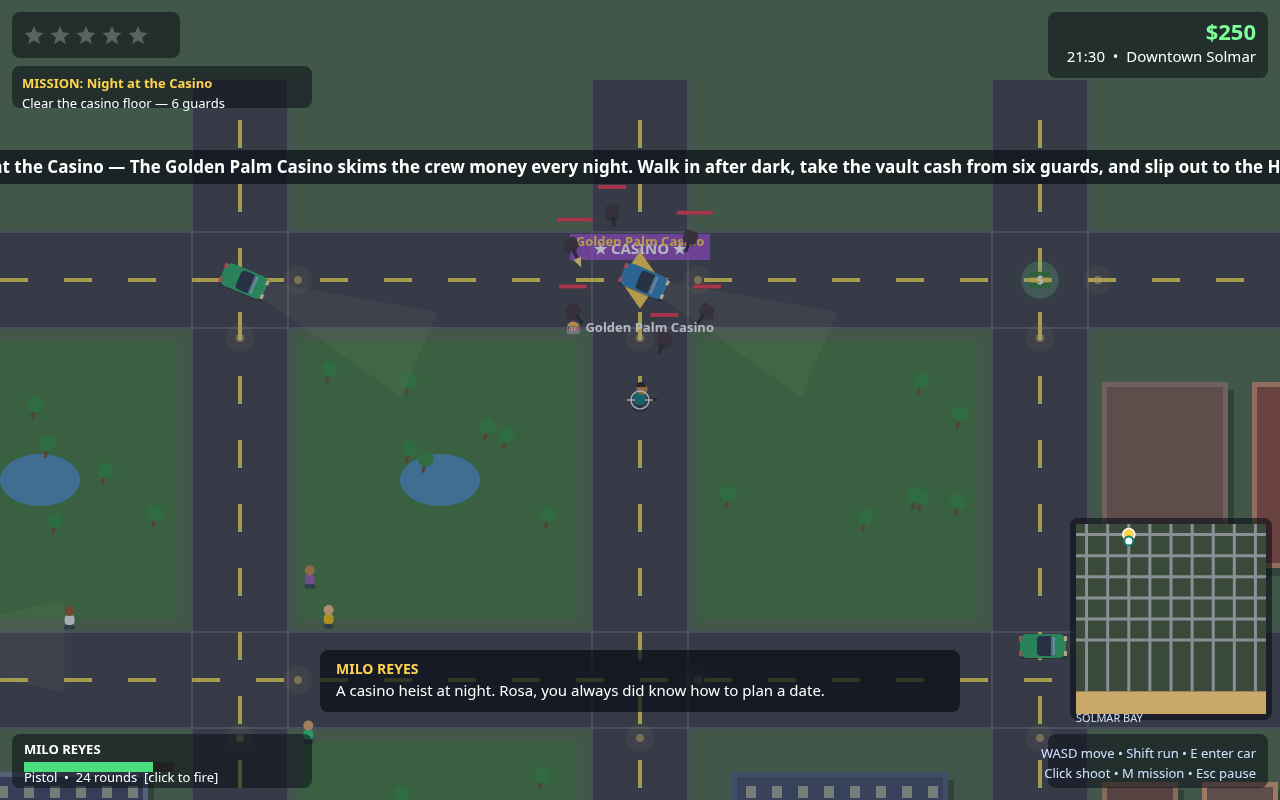 $250
21:30 • Downtown Solmar
MISSION: Night at the Casino
Clear the casino floor — 6 guards
at the Casino — The Golden Palm Casino skims the crew money every night. Walk in after dark, take the vault cash from six guards, and slip out to the H
Golden Palm Casino
★ CASINO ★
$
🎰 Golden Palm Casino
MILO REYES
A casino heist at night. Rosa, you always did know how to plan a date.
SOLMAR BAY
MILO REYES
Pistol • 24 rounds [click to fire]
WASD move • Shift run • E enter car
Click shoot • M mission • Esc pause